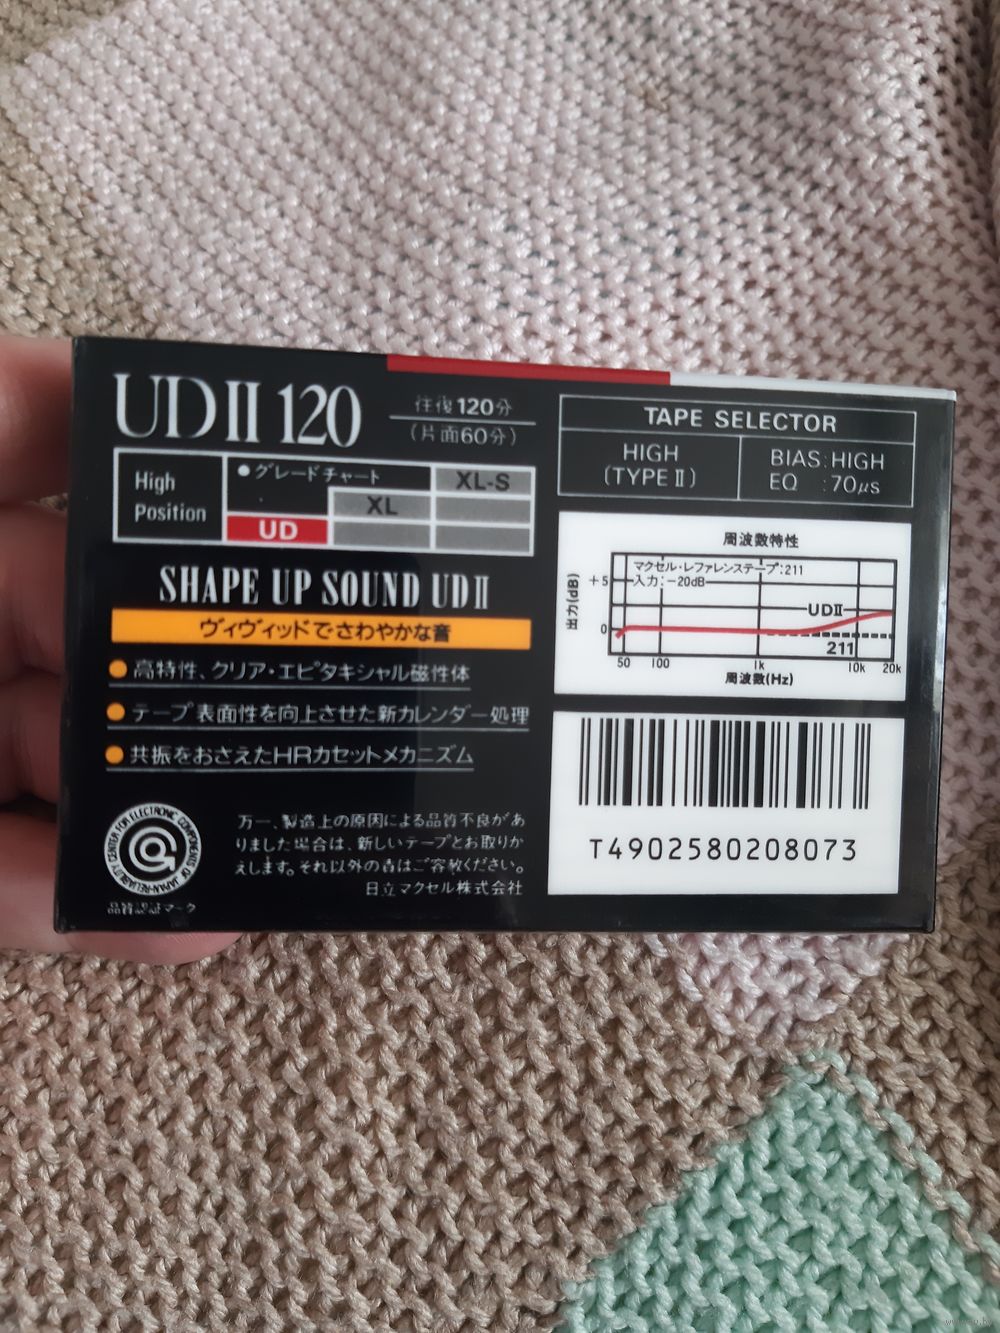 UDⅡ 120
往復120分
(片面60分)
High
Position
●グレードチャート
XL-S
XL
UD
SHAPE UP SOUND UDⅡ
ヴィヴィッドでさわやかな音
●高特性、クリア・エピタキシャル磁性体
●テープ表面性を向上させた新カレンダー処理
●共振をおさえたHRカセットメカニズム
CENTER FOR ELECTRONIC COMPONENTS OF JAPAN-RELIABILITY
品質認証マーク
万一、製造上の原因による品質不良があ
りました場合は、新しいテープとお取りか
えします。それ以外の責はご容赦ください。
日立マクセル株式会社
TAPE SELECTOR
HIGH
(TYPE Ⅱ)
BIAS:HIGH
EQ :70μs
周波数特性
マクセル・レファレンステープ:211
入力:-20dB
出力(dB)
+5
0
UDⅡ
211
50 100 1k 10k 20k
周波数(Hz)
T4902580208073